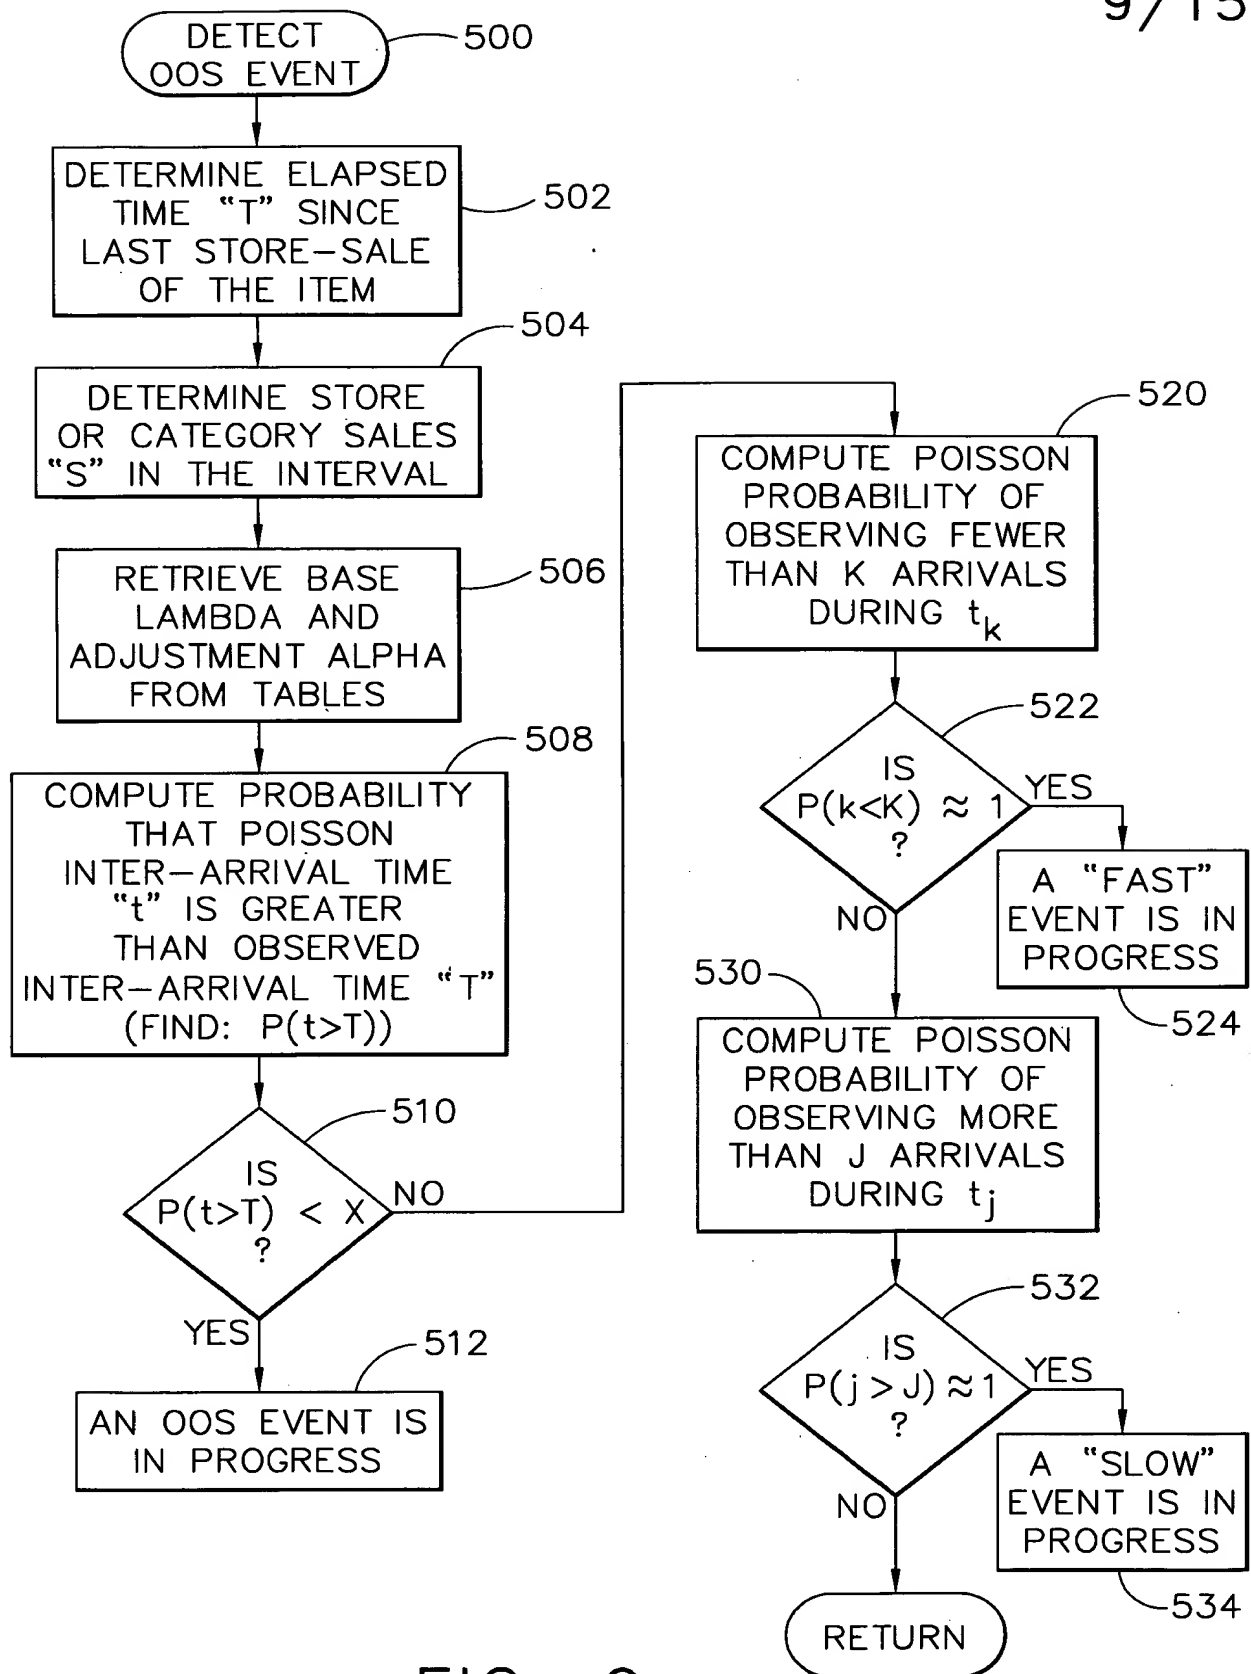 9/15
DETECT
OOS EVENT
500
DETERMINE ELAPSED
TIME "T" SINCE
LAST STORE-SALE
OF THE ITEM
502
504
DETERMINE STORE
OR CATEGORY SALES
"S" IN THE INTERVAL
RETRIEVE BASE
LAMBDA AND
ADJUSTMENT ALPHA
FROM TABLES
506
508
COMPUTE PROBABILITY
THAT POISSON
INTER-ARRIVAL TIME
"t" IS GREATER
THAN OBSERVED
INTER-ARRIVAL TIME "T"
(FIND: P(t>T))
510
IS
P(t>T) < X
?
NO
YES
512
AN OOS EVENT IS
IN PROGRESS
520
COMPUTE POISSON
PROBABILITY OF
OBSERVING FEWER
THAN K ARRIVALS
DURING tk
522
IS
P(k<K) ≈ 1
?
YES
NO
A "FAST"
EVENT IS IN
PROGRESS
524
530
COMPUTE POISSON
PROBABILITY OF
OBSERVING MORE
THAN J ARRIVALS
DURING tj
532
IS
P(j>J) ≈ 1
?
YES
NO
A "SLOW"
EVENT IS IN
PROGRESS
534
RETURN